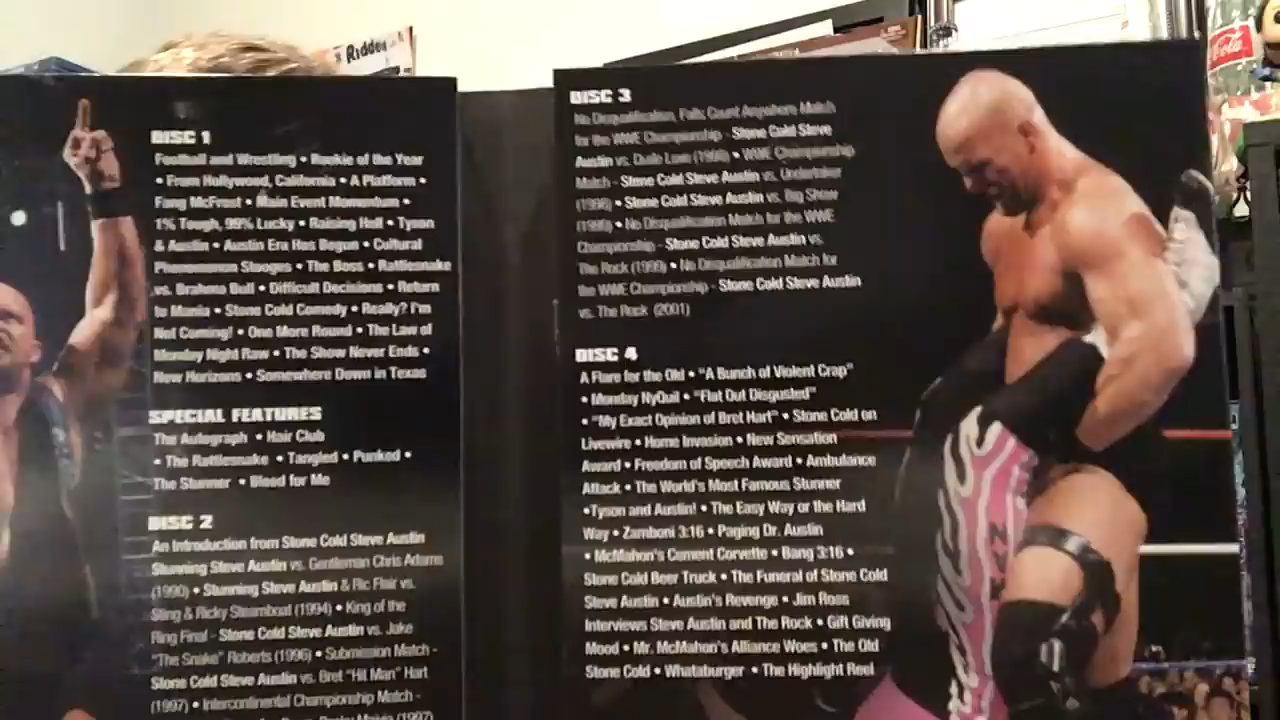 Ridder
Coca-Cola
DISC 1
Football and Wrestling • Rookie of the Year
• From Hollywood, California • A Platform •
Fang McFrost • Main Event Momentum •
1% Tough, 99% Lucky • Raising Hell • Tyson
& Austin • Austin Era Has Begun • Cultural
Phenomenon Stooges • The Boss • Rattlesnake
vs. Brahma Bull • Difficult Decisions • Return
to Mania • Stone Cold Comedy • Really? I'm
Not Coming! • One More Round • The Law of
Monday Night Raw • The Show Never Ends •
New Horizons • Somewhere Down in Texas
SPECIAL FEATURES
The Autograph • Hair Club
• The Rattlesnake • Tangled • Punked •
The Stunner • Bleed for Me
DISC 2
An Introduction from Stone Cold Steve Austin
Stunning Steve Austin vs. Gentleman Chris Adams
(1990) • Stunning Steve Austin & Ric Flair vs.
Sting & Ricky Steamboat (1994) • King of the
Ring Final - Stone Cold Steve Austin vs. Jake
"The Snake" Roberts (1996) • Submission Match -
Stone Cold Steve Austin vs. Bret "Hit Man" Hart
(1997) • Intercontinental Championship Match -
Rocky Maivia (1997)
DISC 3
No Disqualification, Falls Count Anywhere Match
for the WWE Championship - Stone Cold Steve
Austin vs. Dude Love (1998) • WWE Championship
Match - Stone Cold Steve Austin vs. Undertaker
(1998) • Stone Cold Steve Austin vs. Big Show
(1999) • No Disqualification Match for the WWE
Championship - Stone Cold Steve Austin vs.
The Rock (1999) • No Disqualification Match for
the WWE Championship - Stone Cold Steve Austin
vs. The Rock (2001)
DISC 4
A Flare for the Old • "A Bunch of Violent Crap"
• Monday NyQuil • "Flat Out Disgusted"
• "My Exact Opinion of Bret Hart" • Stone Cold on
Livewire • Home Invasion • New Sensation
Award • Freedom of Speech Award • Ambulance
Attack • The World's Most Famous Stunner
•Tyson and Austin! • The Easy Way or the Hard
Way • Zamboni 3:16 • Paging Dr. Austin
• McMahon's Cement Corvette • Bang 3:16 •
Stone Cold Beer Truck • The Funeral of Stone Cold
Steve Austin • Austin's Revenge • Jim Ross
Interviews Steve Austin and The Rock • Gift Giving
Mood • Mr. McMahon's Alliance Woes • The Old
Stone Cold • Whataburger • The Highlight Reel